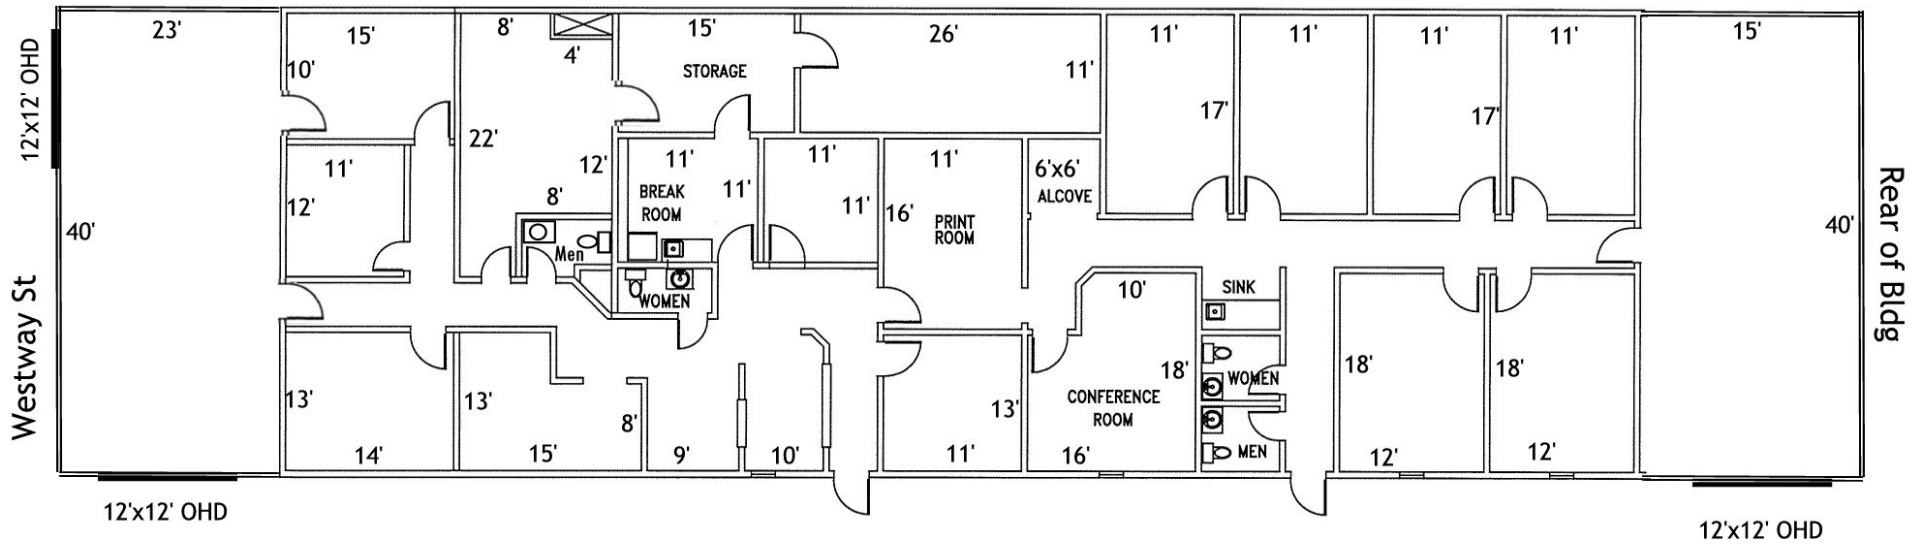 23'
15'
8'
15'
26'
11'
11'
11'
11'
15'
12'x12' OHD
10'
4'
STORAGE
11'
17'
17'
22'
11'
12'
11'
11'
11'
6'x6'
ALCOVE
BREAK
ROOM
11'
12'
8'
11'
16'
PRINT
ROOM
40'
Men
40'
Westway St
WOMEN
10'
SINK
Rear of Bldg
13'
13'
8'
13'
CONFERENCE
ROOM
18'
WOMEN
18'
18'
14'
15'
9'
10'
11'
16'
MEN
12'
12'
12'x12' OHD
12'x12' OHD